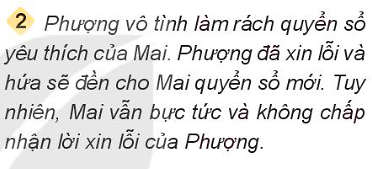 2 Phượng vô tình làm rách quyển sổ
yêu thích của Mai. Phượng đã xin lỗi và
hứa sẽ đền cho Mai quyển sổ mới. Tuy
nhiên, Mai vẫn bực tức và không chấp
nhận lời xin lỗi của Phượng.